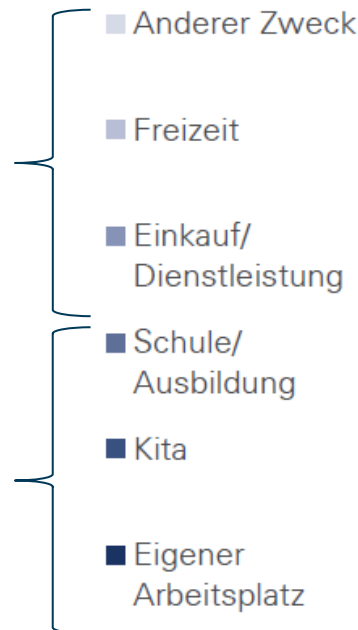 Anderer Zweck
Freizeit
Einkauf/
Dienstleistung
Schule/
Ausbildung
Kita
Eigener
Arbeitsplatz